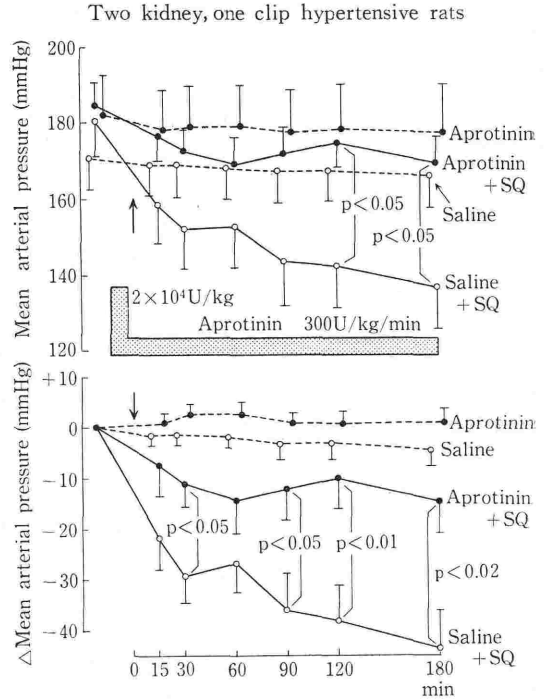 Two kidney, one clip hypertensive rats
Mean arterial pressure (mmHg)
200
180
160
140
120
Aprotinin
Aprotinin
+SQ
Saline
p<0.05
p<0.05
Saline
+SQ
2×10⁴U/kg
Aprotinin 300U/kg/min
△Mean arterial pressure (mmHg)
+10
0
−10
−20
−30
−40
Aprotinin
Saline
Aprotinin
+SQ
p<0.05
p<0.05
p<0.01
p<0.02
Saline
+SQ
0 15 30 60 90 120 180
min